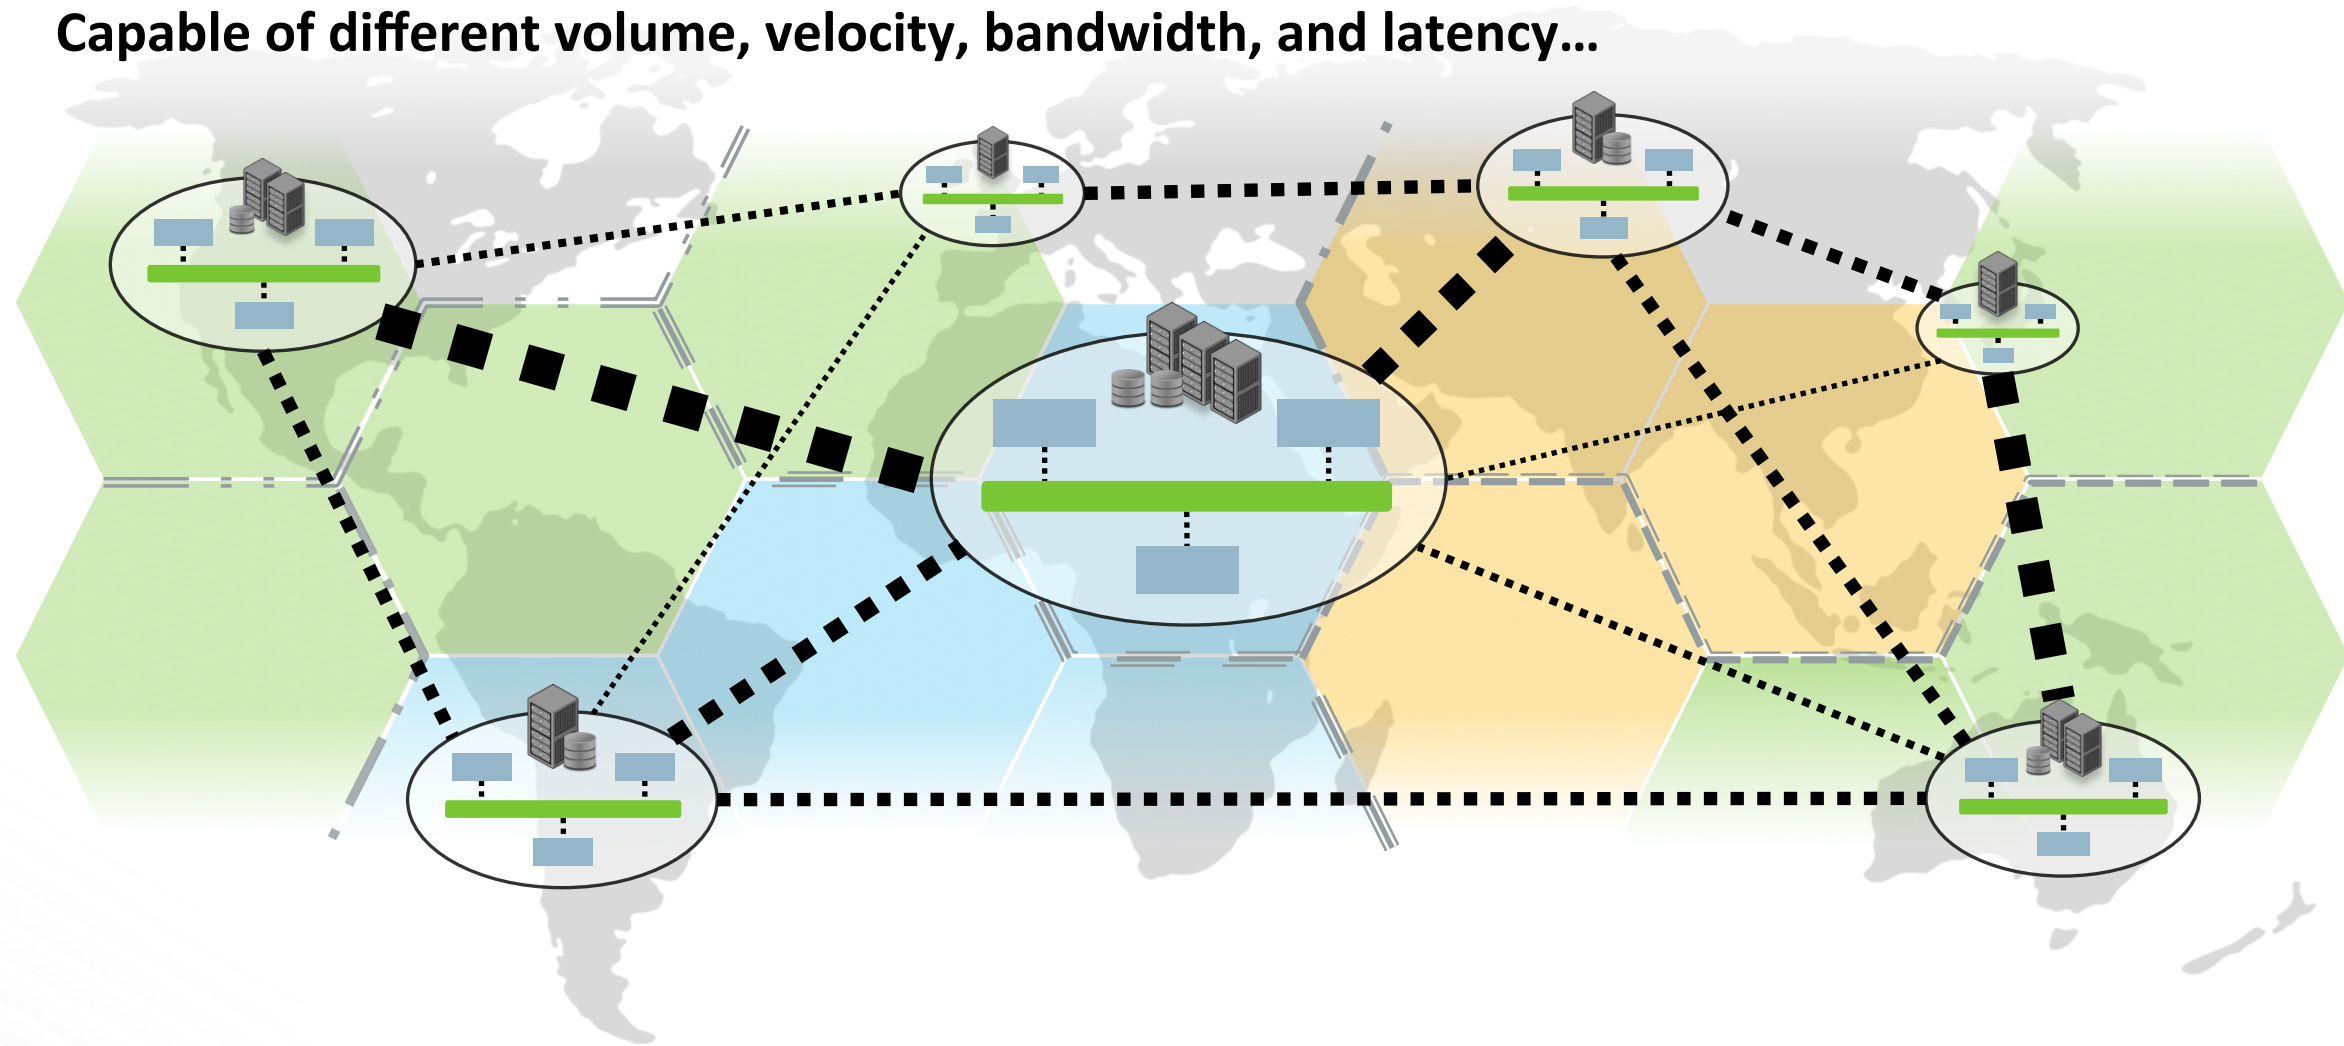 Capable of different volume, velocity, bandwidth, and latency…